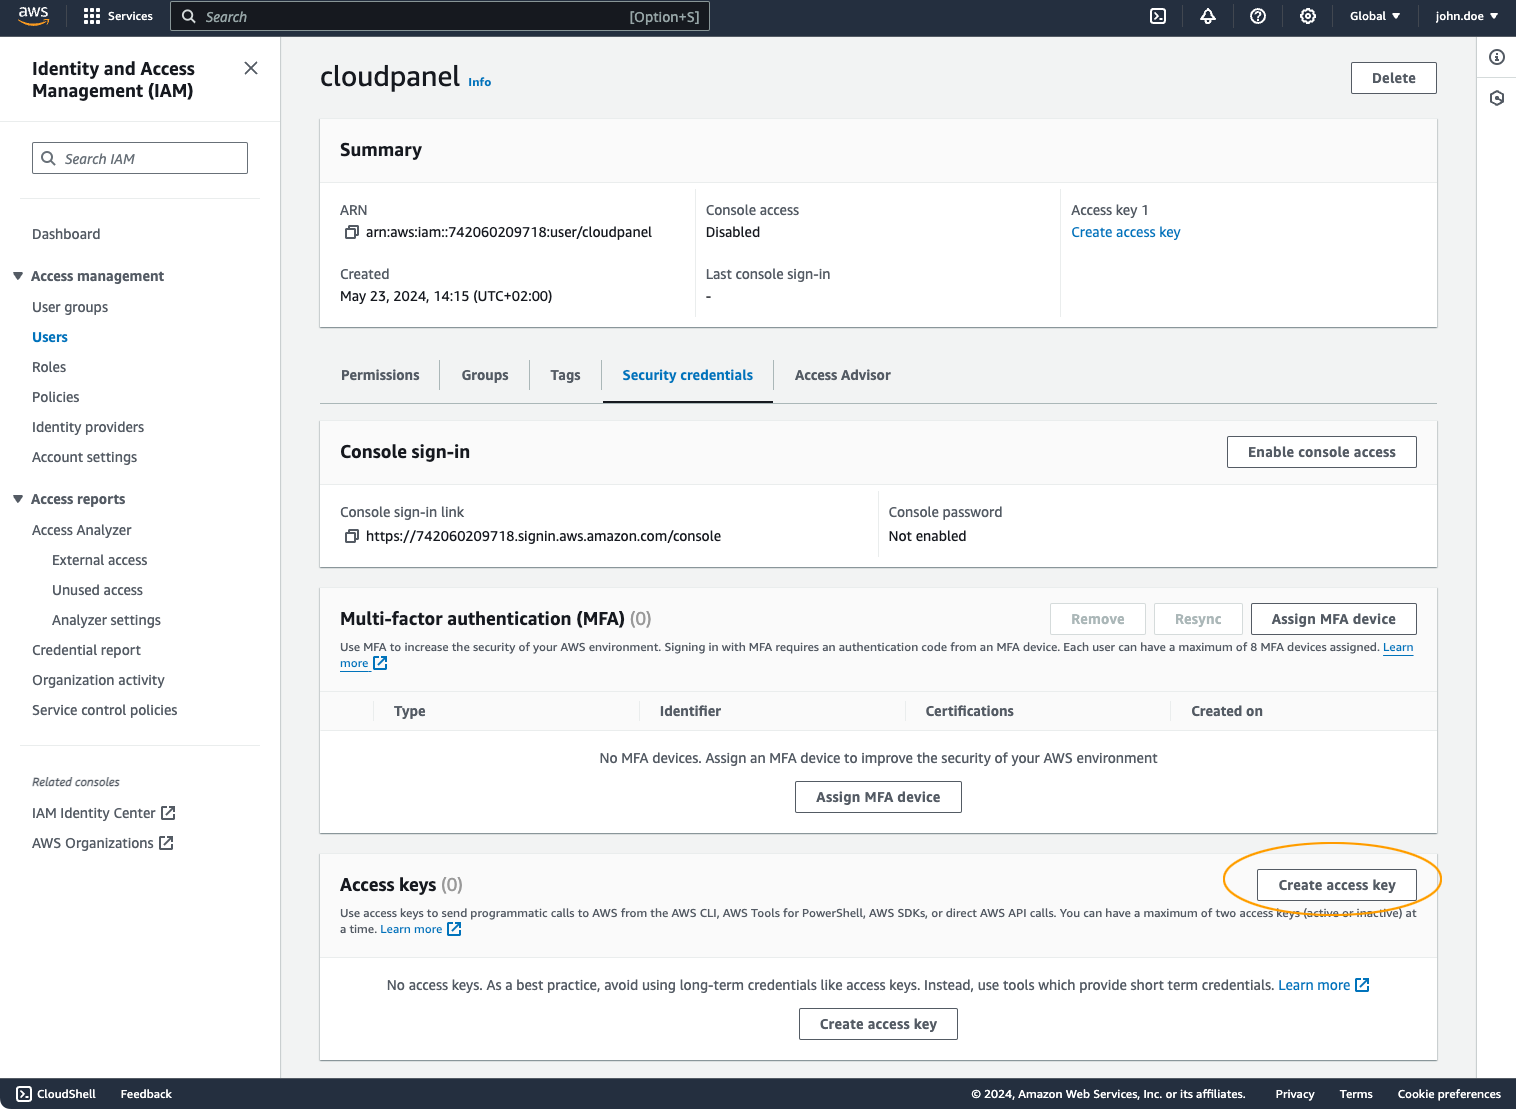 aws
Services
Search
[Option+S]
Global
john.doe
Identity and Access
Management (IAM)
Search IAM
Dashboard
Access management
User groups
Users
Roles
Policies
Identity providers
Account settings
Access reports
Access Analyzer
External access
Unused access
Analyzer settings
Credential report
Organization activity
Service control policies
Related consoles
IAM Identity Center
AWS Organizations
cloudpanel Info
Delete
Summary
ARN
arn:aws:iam::742060209718:user/cloudpanel
Created
May 23, 2024, 14:15 (UTC+02:00)
Console access
Disabled
Last console sign-in
-
Access key 1
Create access key
Permissions
Groups
Tags
Security credentials
Access Advisor
Console sign-in
Enable console access
Console sign-in link
https://742060209718.signin.aws.amazon.com/console
Console password
Not enabled
Multi-factor authentication (MFA) (0)
Remove
Resync
Assign MFA device
Use MFA to increase the security of your AWS environment. Signing in with MFA requires an authentication code from an MFA device. Each user can have a maximum of 8 MFA devices assigned. Learn
more
Type
Identifier
Certifications
Created on
No MFA devices. Assign an MFA device to improve the security of your AWS environment
Assign MFA device
Access keys (0)
Create access key
Use access keys to send programmatic calls to AWS from the AWS CLI, AWS Tools for PowerShell, AWS SDKs, or direct AWS API calls. You can have a maximum of two access keys (active or inactive) at
a time. Learn more
No access keys. As a best practice, avoid using long-term credentials like access keys. Instead, use tools which provide short term credentials. Learn more
Create access key
CloudShell
Feedback
© 2024, Amazon Web Services, Inc. or its affiliates.
Privacy
Terms
Cookie preferences